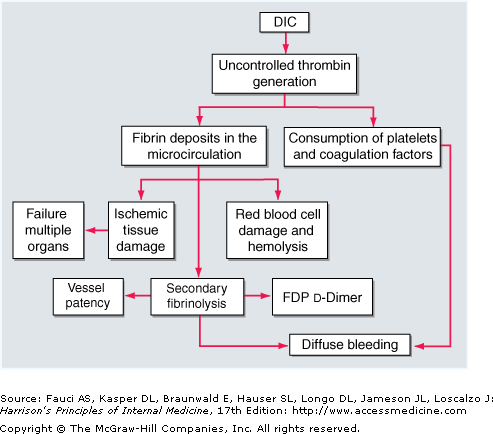 DIC
Uncontrolled thrombin
generation
Fibrin deposits in the
microcirculation
Consumption of platelets
and coagulation factors
Failure
multiple
organs
Ischemic
tissue
damage
Red blood cell
damage and
hemolysis
Vessel
patency
Secondary
fibrinolysis
FDP D-Dimer
Diffuse bleeding
Source: Fauci AS, Kasper DL, Braunwald E, Hauser SL, Longo DL, Jameson JL, Loscalzo J:
Harrison's Principles of Internal Medicine, 17th Edition: http://www.accessmedicine.com
Copyright © The McGraw-Hill Companies, Inc. All rights reserved.